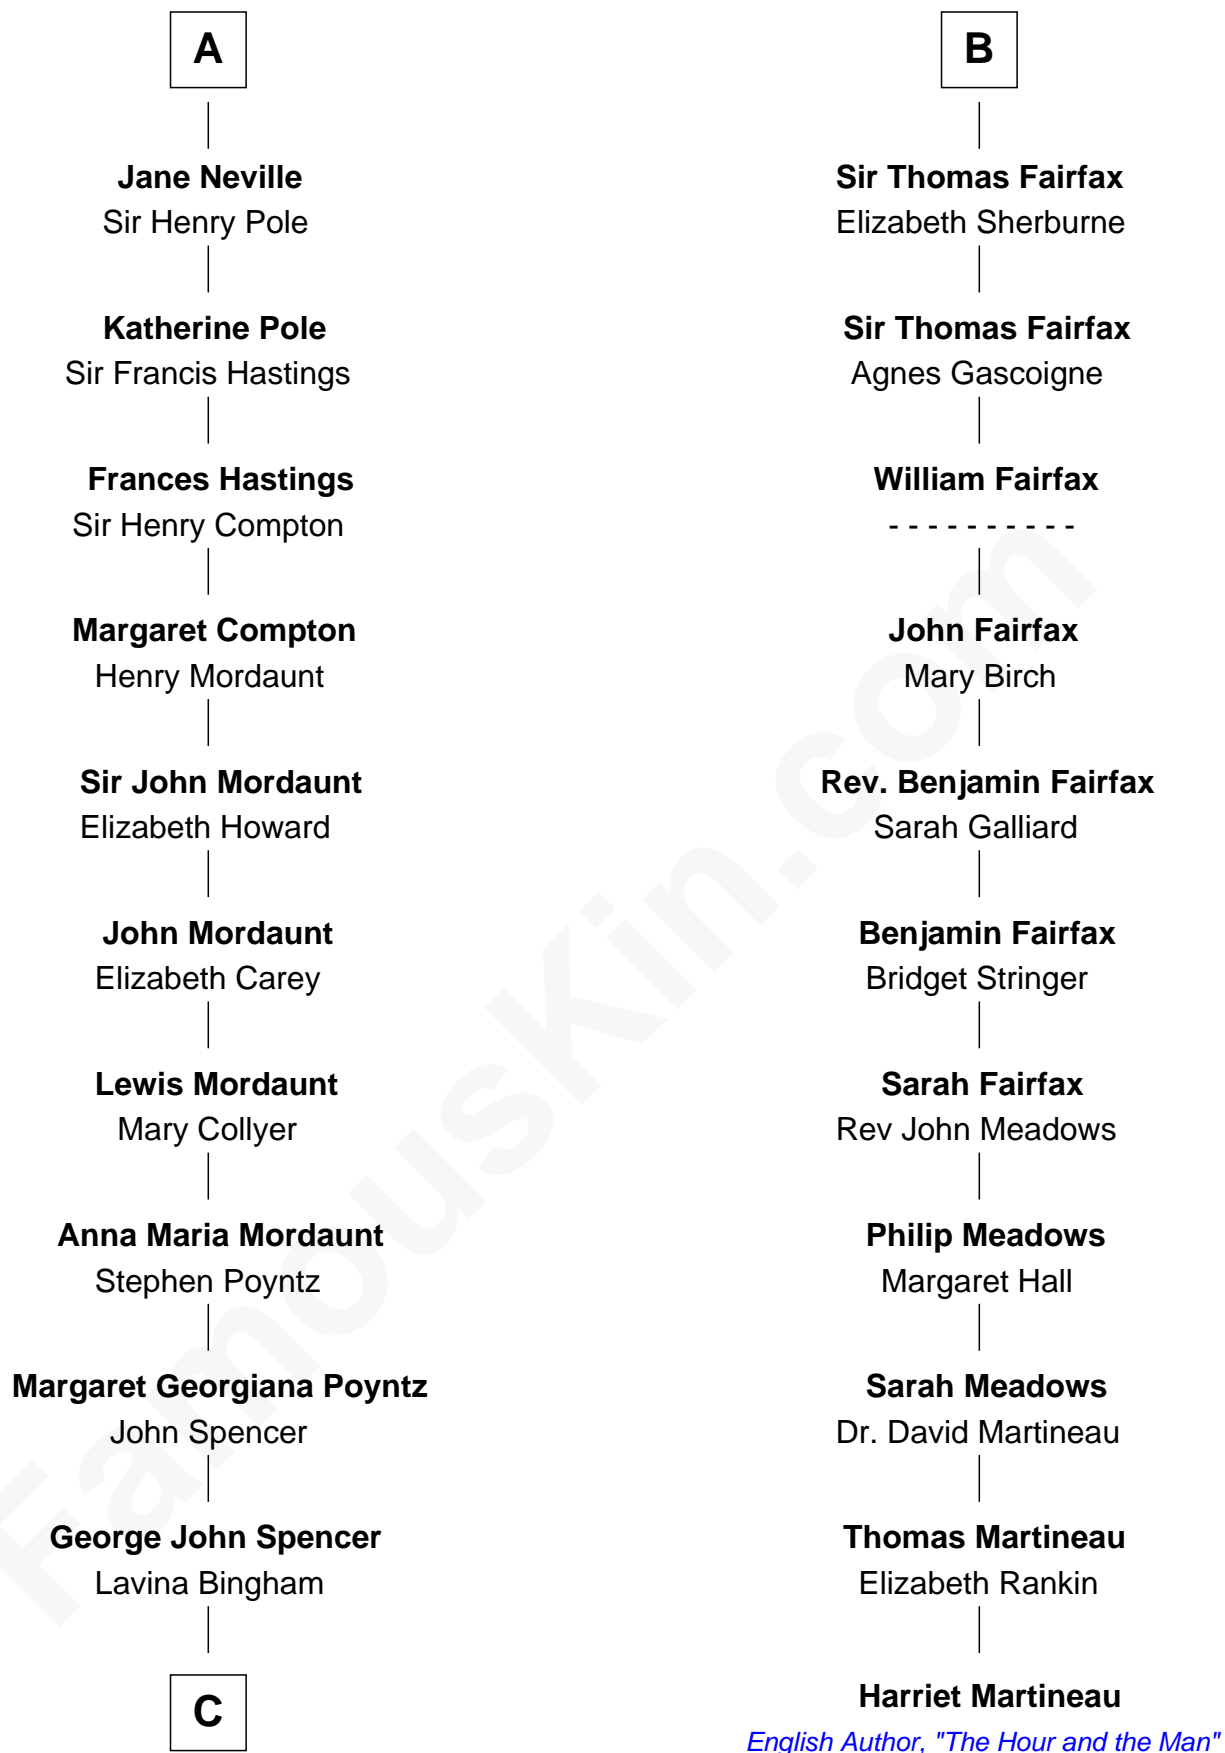 A
Jane Neville
Sir Henry Pole
Katherine Pole
Sir Francis Hastings
Frances Hastings
Sir Henry Compton
Margaret Compton
Henry Mordaunt
Sir John Mordaunt
Elizabeth Howard
John Mordaunt
Elizabeth Carey
Lewis Mordaunt
Mary Collyer
Anna Maria Mordaunt
Stephen Poyntz
Margaret Georgiana Poyntz
John Spencer
George John Spencer
Lavina Bingham
C
B
Sir Thomas Fairfax
Elizabeth Sherburne
Sir Thomas Fairfax
Agnes Gascoigne
William Fairfax
- - - - - - - - - -
John Fairfax
Mary Birch
Rev. Benjamin Fairfax
Sarah Galliard
Benjamin Fairfax
Bridget Stringer
Sarah Fairfax
Rev John Meadows
Philip Meadows
Margaret Hall
Sarah Meadows
Dr. David Martineau
Thomas Martineau
Elizabeth Rankin
Harriet Martineau
English Author, "The Hour and the Man"
FamousKin.com